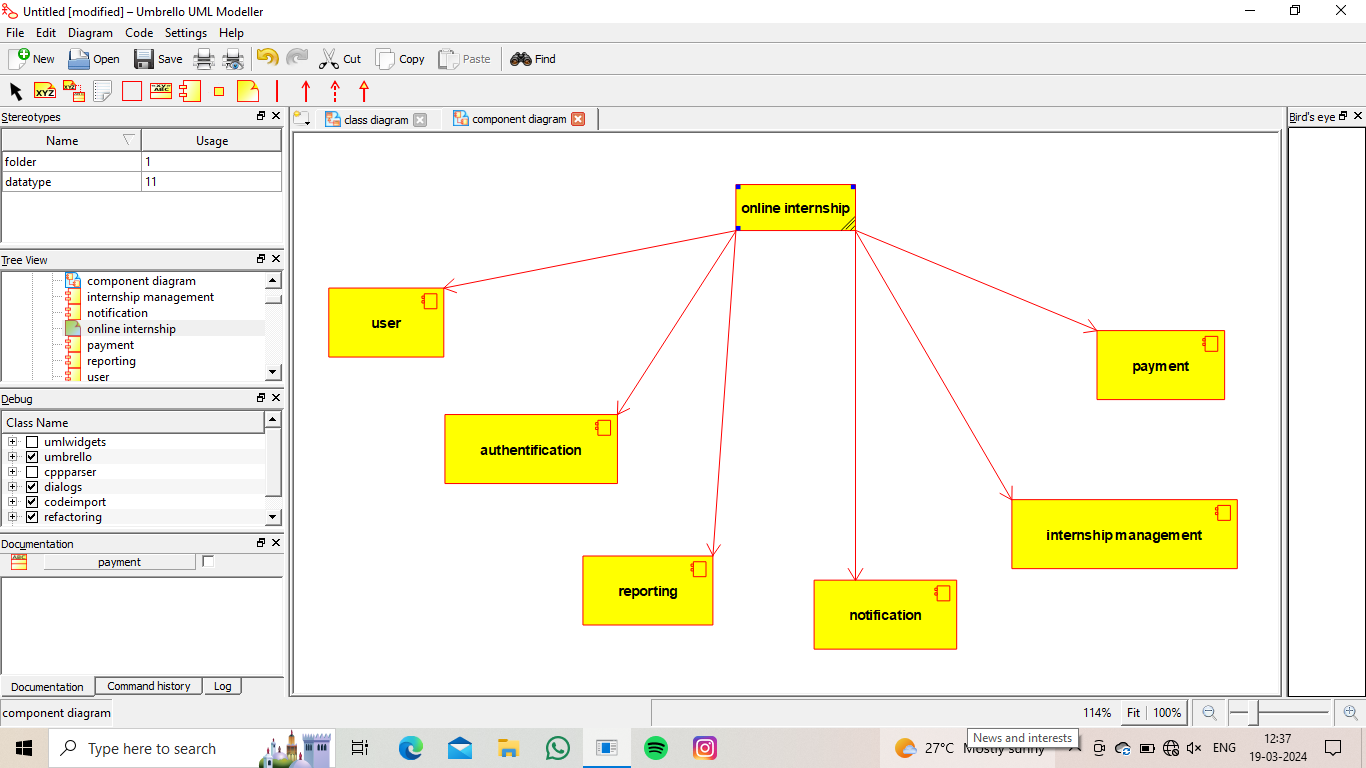 Untitled [modified] – Umbrello UML Modeller
File Edit Diagram Code Settings Help
New Open Save Cut Copy Paste Find
XYZ
Stereotypes
Name Usage
folder 1
datatype 11
Tree View
component diagram
internship management
notification
online internship
payment
reporting
user
Debug
Class Name
umlwidgets
umbrello
cppparser
dialogs
codeimport
refactoring
Documentation
payment
Documentation Command history Log
class diagram component diagram
online internship
user
authentification
reporting
notification
internship management
payment
Bird's eye
component diagram
114% Fit 100%
Type here to search
News and interests
27°C Mostly sunny
ENG
12:37
19-03-2024